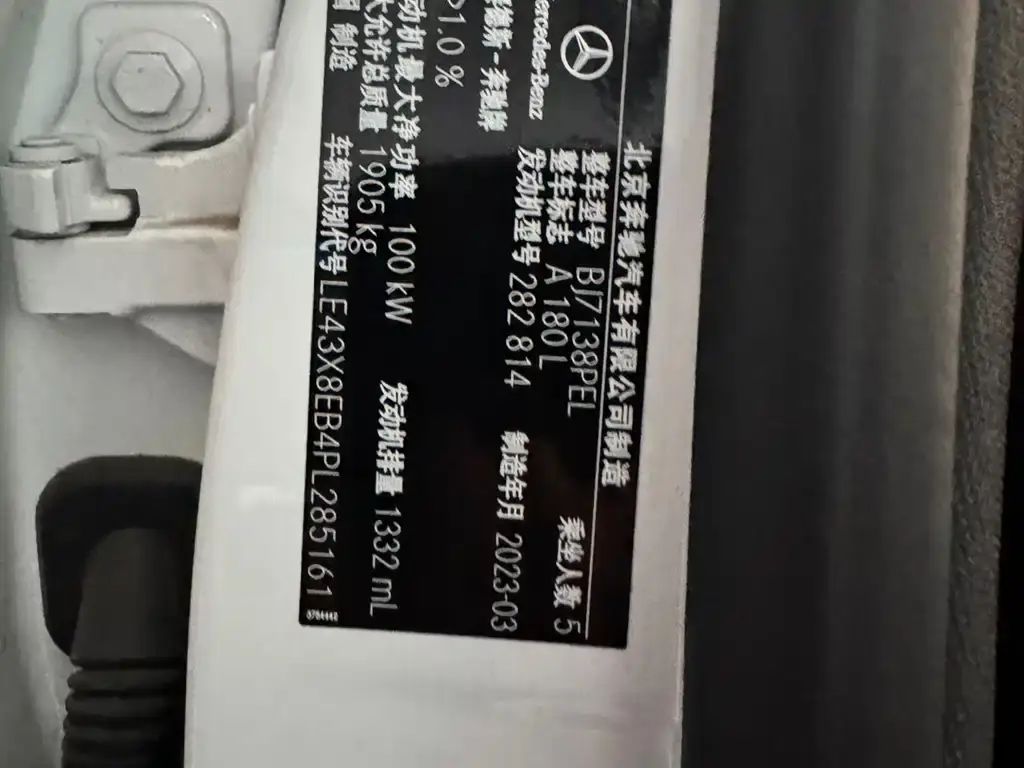 北京奔驰汽车有限公司制造
Mercedes-Benz
整车型号 BJ7138PEL 乘坐人数 5
整车标志 A 180 L
发动机型号 282 814 制造年月 2023-03
德斯-奔驰牌
>1.0 %
动机最大净功率 100 kW 发动机排量 1332 mL
大允许总质量 1905 kg
国 制造 车辆识别代号 LE43X8EB4PL285161